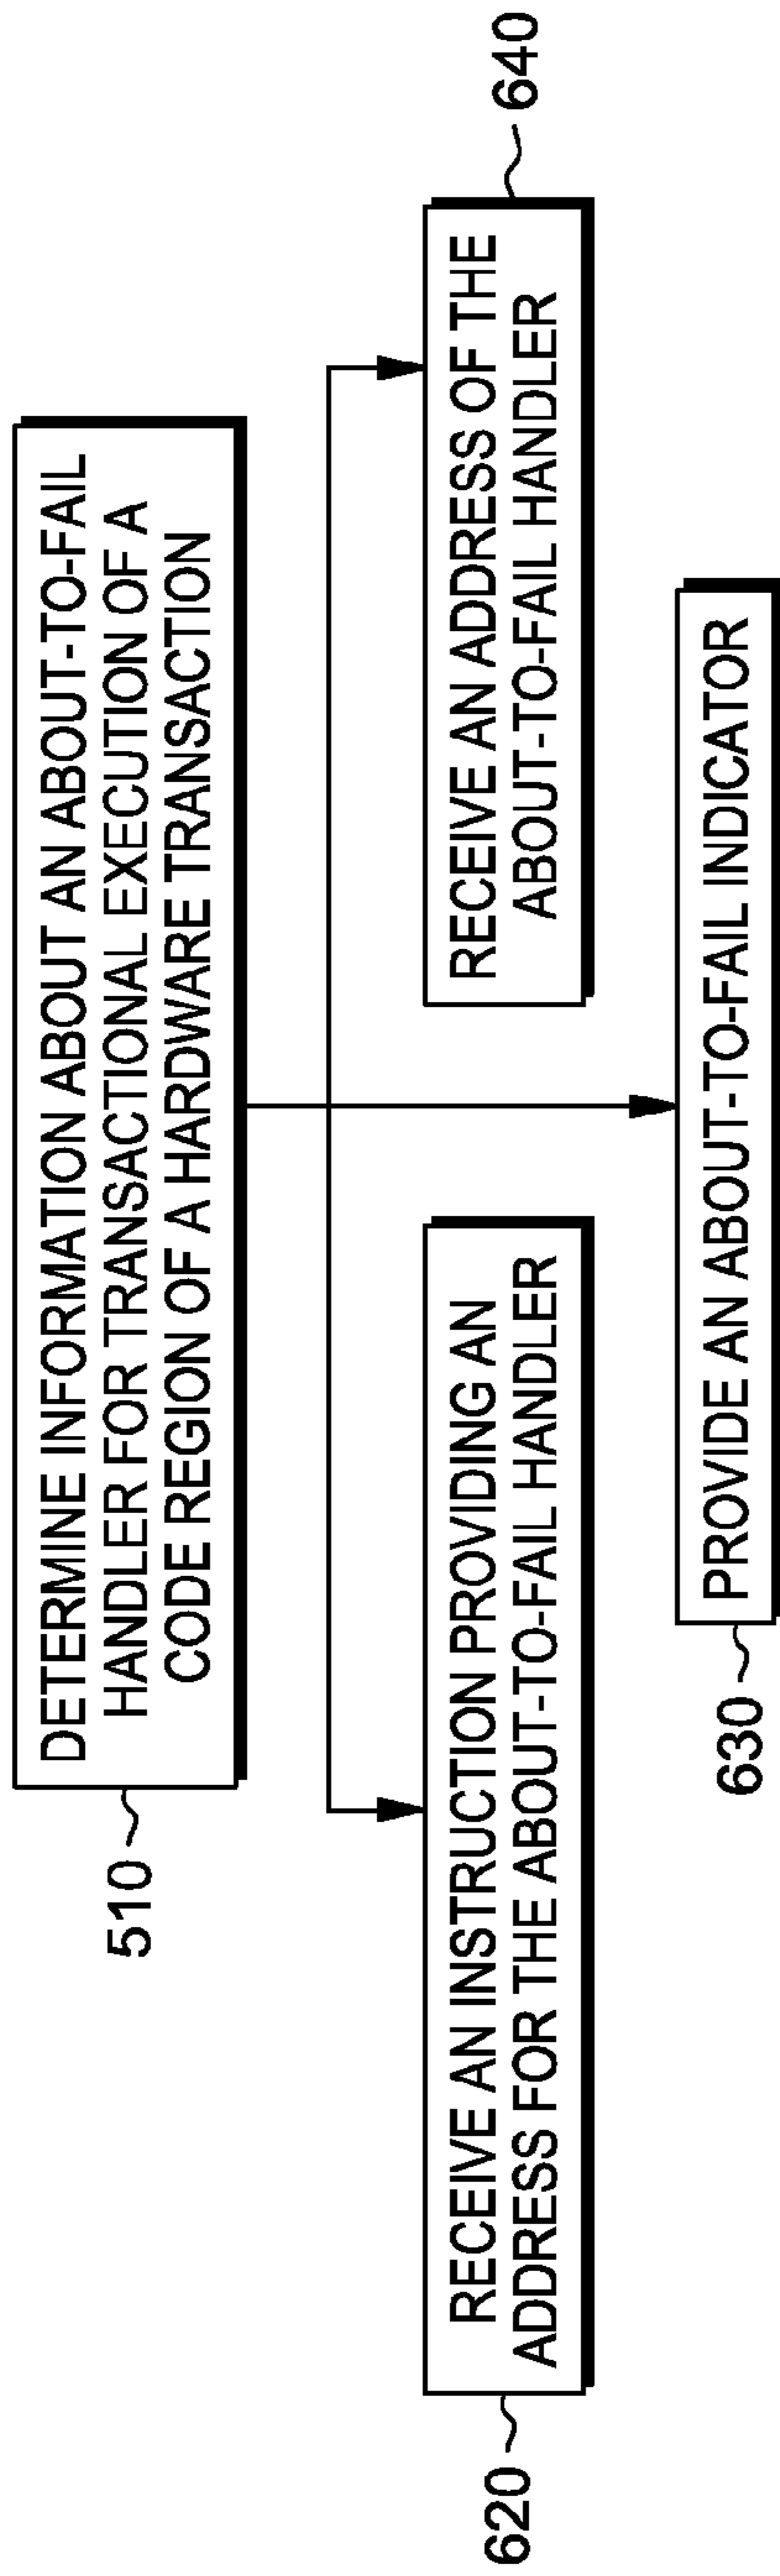 DETERMINE INFORMATION ABOUT AN ABOUT-TO-FAIL
HANDLER FOR TRANSACTIONAL EXECUTION OF A
CODE REGION OF A HARDWARE TRANSACTION
510
RECEIVE AN INSTRUCTION PROVIDING AN
ADDRESS FOR THE ABOUT-TO-FAIL HANDLER
620
RECEIVE AN ADDRESS OF THE
ABOUT-TO-FAIL HANDLER
640
PROVIDE AN ABOUT-TO-FAIL INDICATOR
630